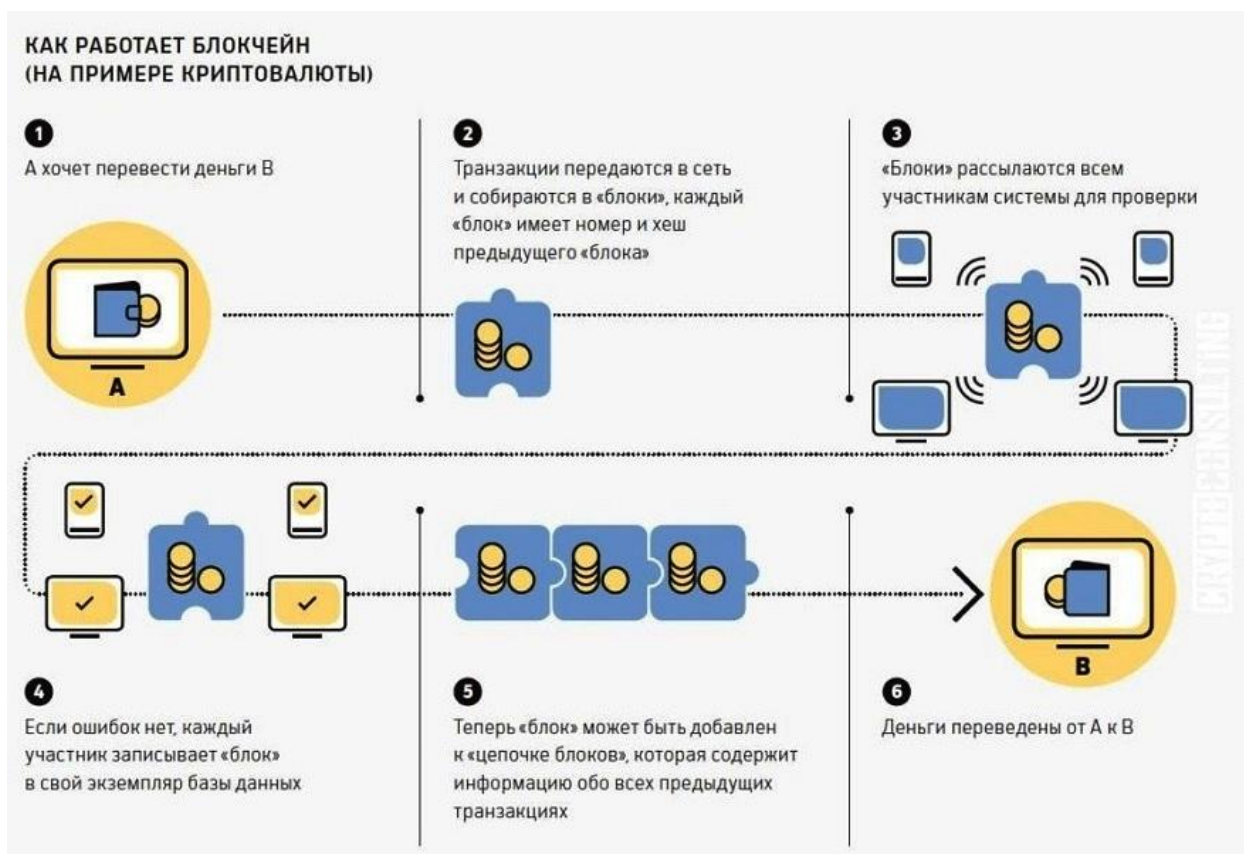 КАК РАБОТАЕТ БЛОКЧЕЙН
(НА ПРИМЕРЕ КРИПТОВАЛЮТЫ)
1
А хочет перевести деньги В
A
2
Транзакции передаются в сеть
и собираются в «блоки», каждый
«блок» имеет номер и хеш
предыдущего «блока»
3
«Блоки» рассылаются всем
участникам системы для проверки
4
Если ошибок нет, каждый
участник записывает «блок»
в свой экземпляр базы данных
5
Теперь «блок» может быть добавлен
к «цепочке блоков», которая содержит
информацию обо всех предыдущих
транзакциях
B
6
Деньги переведены от А к В